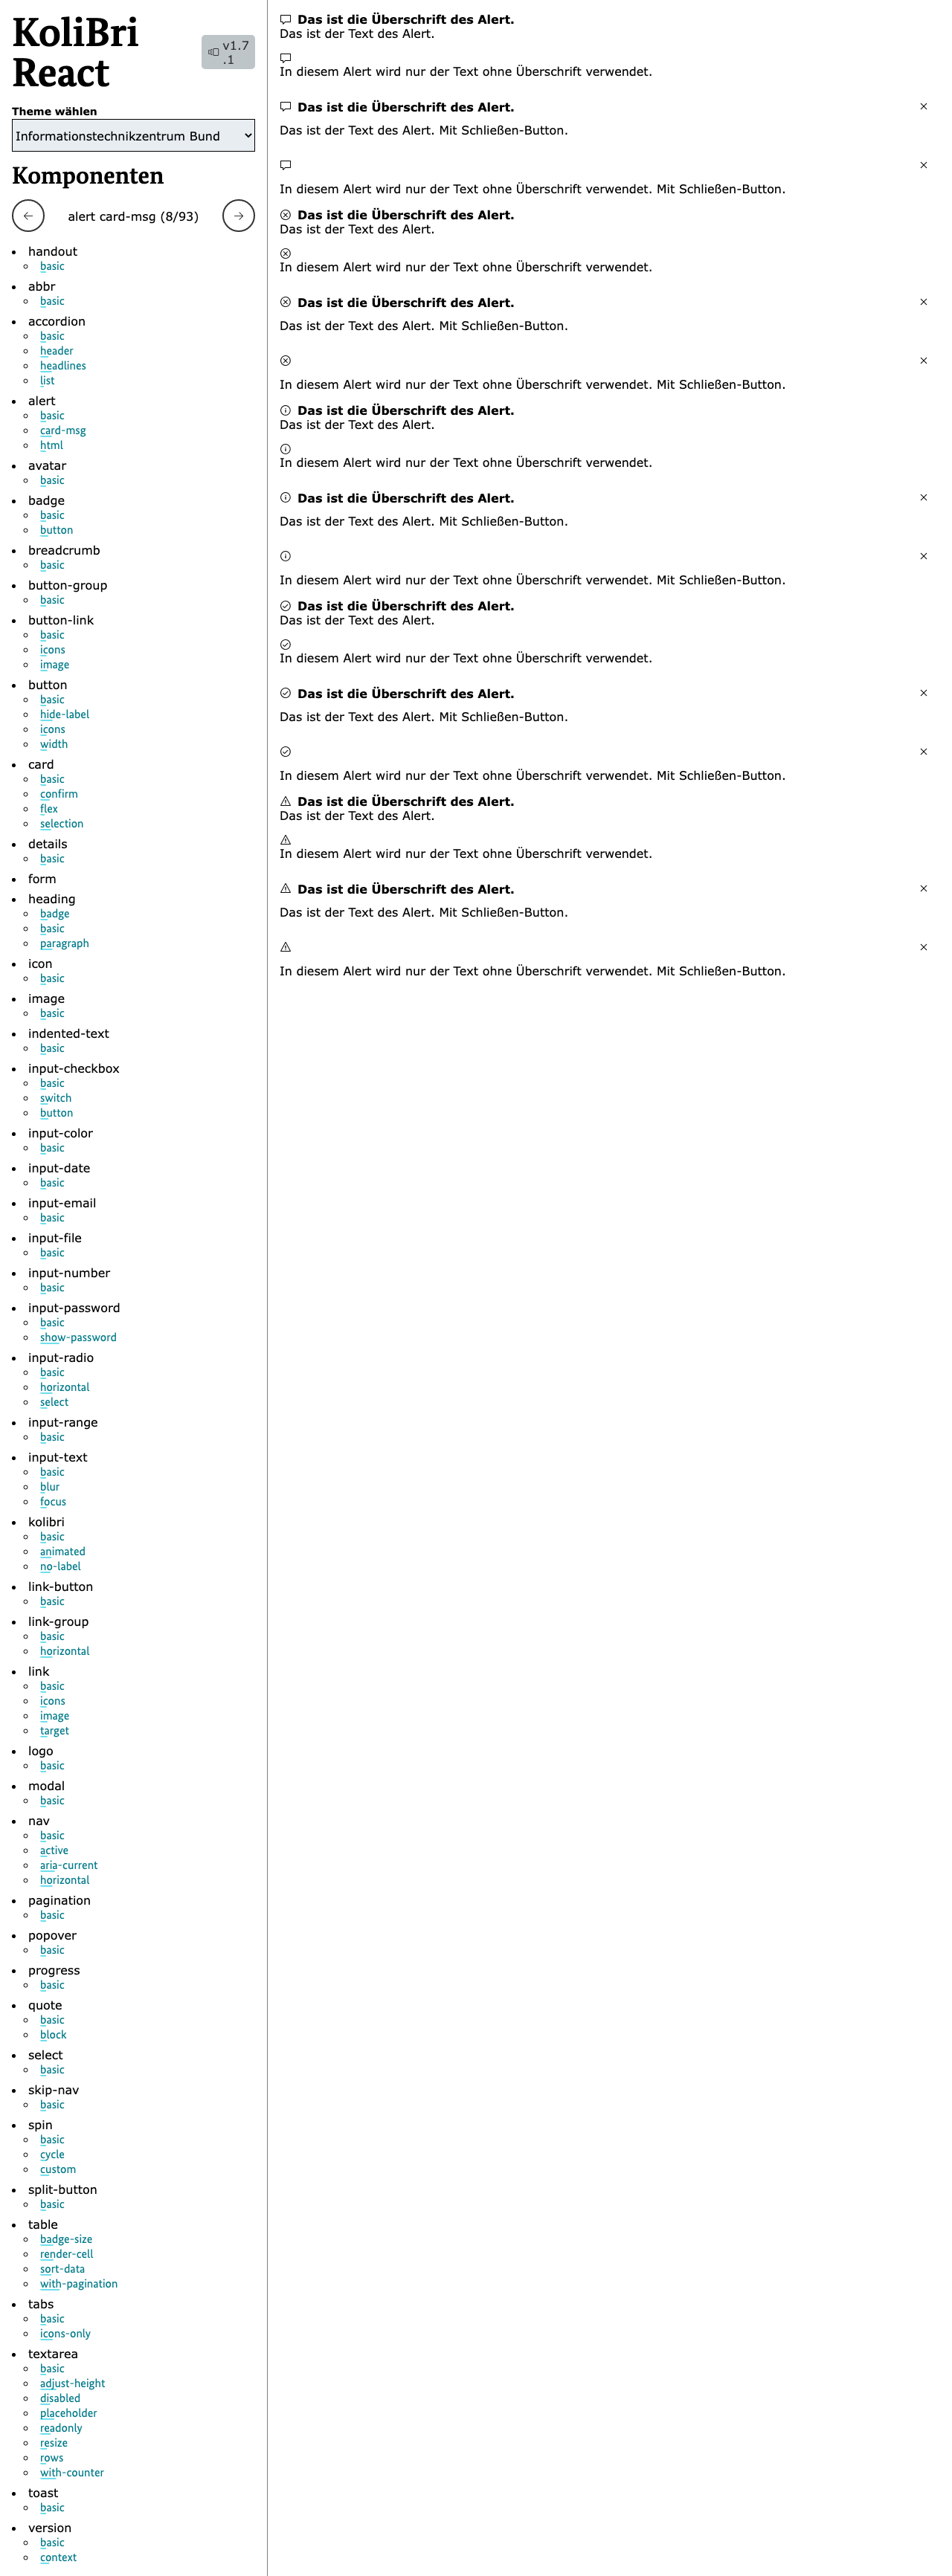 KoliBri
React
v1.7
.1
Theme wählen
Informationstechnikzentrum Bund
Komponenten
alert card-msg (8/93)
handout
basic
abbr
basic
accordion
basic
header
headlines
list
alert
basic
card-msg
html
avatar
basic
badge
basic
button
breadcrumb
basic
button-group
basic
button-link
basic
icons
image
button
basic
hide-label
icons
width
card
basic
confirm
flex
selection
details
basic
form
heading
badge
basic
paragraph
icon
basic
image
basic
indented-text
basic
input-checkbox
basic
switch
button
input-color
basic
input-date
basic
input-email
basic
input-file
basic
input-number
basic
input-password
basic
show-password
input-radio
basic
horizontal
select
input-range
basic
input-text
basic
blur
focus
kolibri
basic
animated
no-label
link-button
basic
link-group
basic
horizontal
link
basic
icons
image
target
logo
basic
modal
basic
nav
basic
active
aria-current
horizontal
pagination
basic
popover
basic
progress
basic
quote
basic
block
select
basic
skip-nav
basic
spin
basic
cycle
custom
split-button
basic
table
badge-size
render-cell
sort-data
with-pagination
tabs
basic
icons-only
textarea
basic
adjust-height
disabled
placeholder
readonly
resize
rows
with-counter
toast
basic
version
basic
context
Das ist die Überschrift des Alert.
Das ist der Text des Alert.
In diesem Alert wird nur der Text ohne Überschrift verwendet.
Das ist die Überschrift des Alert.
Das ist der Text des Alert. Mit Schließen-Button.
In diesem Alert wird nur der Text ohne Überschrift verwendet. Mit Schließen-Button.
Das ist die Überschrift des Alert.
Das ist der Text des Alert.
In diesem Alert wird nur der Text ohne Überschrift verwendet.
Das ist die Überschrift des Alert.
Das ist der Text des Alert. Mit Schließen-Button.
In diesem Alert wird nur der Text ohne Überschrift verwendet. Mit Schließen-Button.
Das ist die Überschrift des Alert.
Das ist der Text des Alert.
In diesem Alert wird nur der Text ohne Überschrift verwendet.
Das ist die Überschrift des Alert.
Das ist der Text des Alert. Mit Schließen-Button.
In diesem Alert wird nur der Text ohne Überschrift verwendet. Mit Schließen-Button.
Das ist die Überschrift des Alert.
Das ist der Text des Alert.
In diesem Alert wird nur der Text ohne Überschrift verwendet.
Das ist die Überschrift des Alert.
Das ist der Text des Alert. Mit Schließen-Button.
In diesem Alert wird nur der Text ohne Überschrift verwendet. Mit Schließen-Button.
Das ist die Überschrift des Alert.
Das ist der Text des Alert.
In diesem Alert wird nur der Text ohne Überschrift verwendet.
Das ist die Überschrift des Alert.
Das ist der Text des Alert. Mit Schließen-Button.
In diesem Alert wird nur der Text ohne Überschrift verwendet. Mit Schließen-Button.